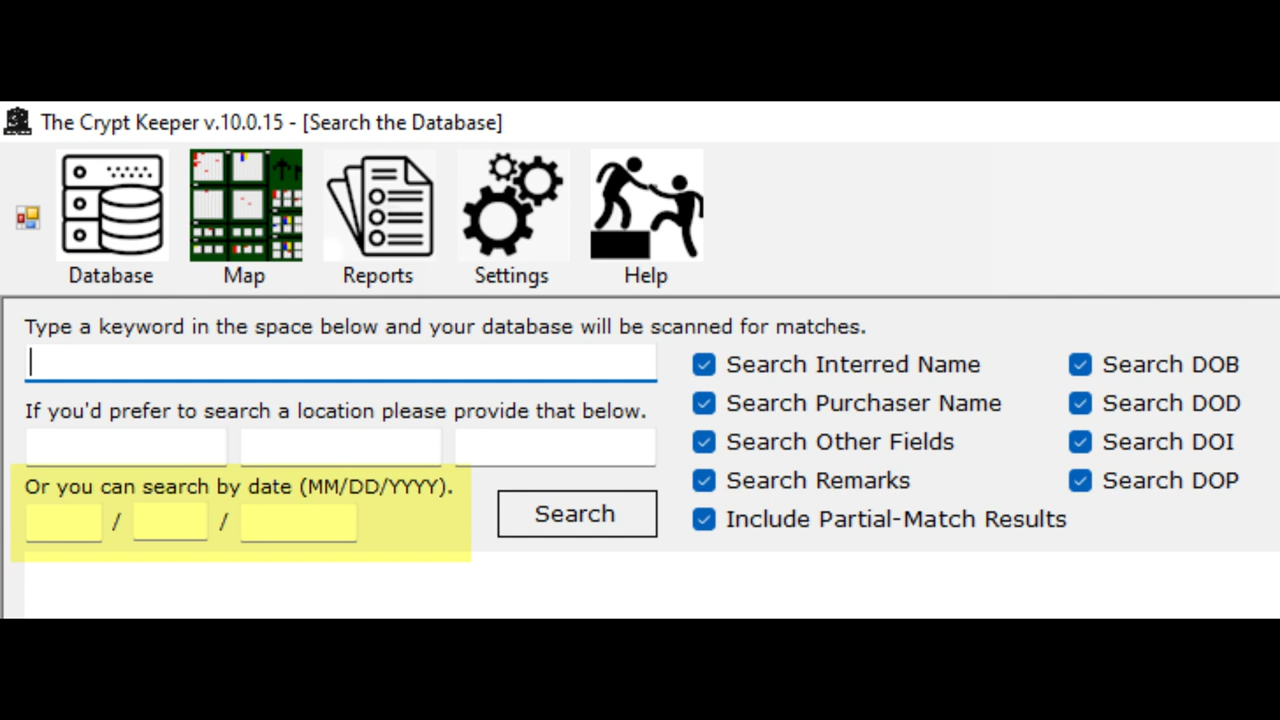 The Crypt Keeper v.10.0.15 - [Search the Database]
Database Map Reports Settings Help
Type a keyword in the space below and your database will be scanned for matches.
Search Interred Name Search DOB
If you'd prefer to search a location please provide that below.
Search Purchaser Name Search DOD
Search Other Fields Search DOI
Or you can search by date (MM/DD/YYYY).
Search Remarks Search DOP
/ /
Search
Include Partial-Match Results